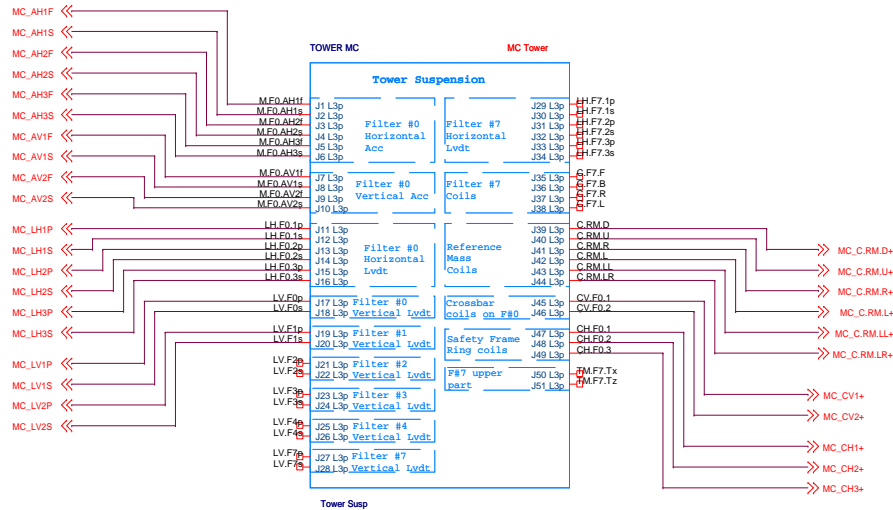 TOWER MC
MC Tower
Tower Suspension
MC_AH1F
MC_AH1S
MC_AH2F
MC_AH2S
MC_AH3F
MC_AH3S
MC_AV1F
MC_AV1S
MC_AV2F
MC_AV2S
MC_LH1P
MC_LH1S
MC_LH2P
MC_LH2S
MC_LH3P
MC_LH3S
MC_LV1P
MC_LV1S
MC_LV2P
MC_LV2S
M.F0.AH1f
M.F0.AH1s
M.F0.AH2f
M.F0.AH2s
M.F0.AH3f
M.F0.AH3s
J1 L3p
J2 L3p
J3 L3p
J4 L3p
J5 L3p
J6 L3p
Filter #0
Horizontal
Acc
M.F0.AV1f
M.F0.AV1s
M.F0.AV2f
M.F0.AV2s
J7 L3p
J8 L3p
J9 L3p
J10 L3p
Filter #0
Vertical Acc
LH.F0.1p
LH.F0.1s
LH.F0.2p
LH.F0.2s
LH.F0.3p
LH.F0.3s
J11 L3p
J12 L3p
J13 L3p
J14 L3p
J15 L3p
J16 L3p
Filter #0
Horizontal
Lvdt
LV.F0p
LV.F0s
J17 L3p
J18 L3p
Filter #0
Vertical Lvdt
LV.F1p
LV.F1s
J19 L3p
J20 L3p
Filter #1
Vertical Lvdt
LV.F2p
LV.F2s
J21 L3p
J22 L3p
Filter #2
Vertical Lvdt
LV.F3p
LV.F3s
J23 L3p
J24 L3p
Filter #3
Vertical Lvdt
LV.F4p
LV.F4s
J25 L3p
J26 L3p
Filter #4
Vertical Lvdt
LV.F7p
LV.F7s
J27 L3p
J28 L3p
Filter #7
Vertical Lvdt
Filter #7
Horizontal
Lvdt
J29 L3p
J30 L3p
J31 L3p
J32 L3p
J33 L3p
J34 L3p
LH.F7.1p
LH.F7.1s
LH.F7.2p
LH.F7.2s
LH.F7.3p
LH.F7.3s
Filter #7
Coils
J35 L3p
J36 L3p
J37 L3p
J38 L3p
C.F7.F
C.F7.B
C.F7.R
C.F7.L
Reference
Mass
Coils
J39 L3p
J40 L3p
J41 L3p
J42 L3p
J43 L3p
J44 L3p
C.RM.D
C.RM.U
C.RM.R
C.RM.L
C.RM.LL
C.RM.LR
Crossbar
coils on F#0
J45 L3p
J46 L3p
CV.F0.1
CV.F0.2
Safety Frame
Ring coils
J47 L3p
J48 L3p
J49 L3p
CH.F0.1
CH.F0.2
CH.F0.3
F#7 upper
part
J50 L3p
J51 L3p
TM.F7.Tx
TM.F7.Tz
MC_C.RM.D+
MC_C.RM.U+
MC_C.RM.R+
MC_C.RM.L+
MC_C.RM.LL+
MC_C.RM.LR+
MC_CV1+
MC_CV2+
MC_CH1+
MC_CH2+
MC_CH3+
Tower Susp